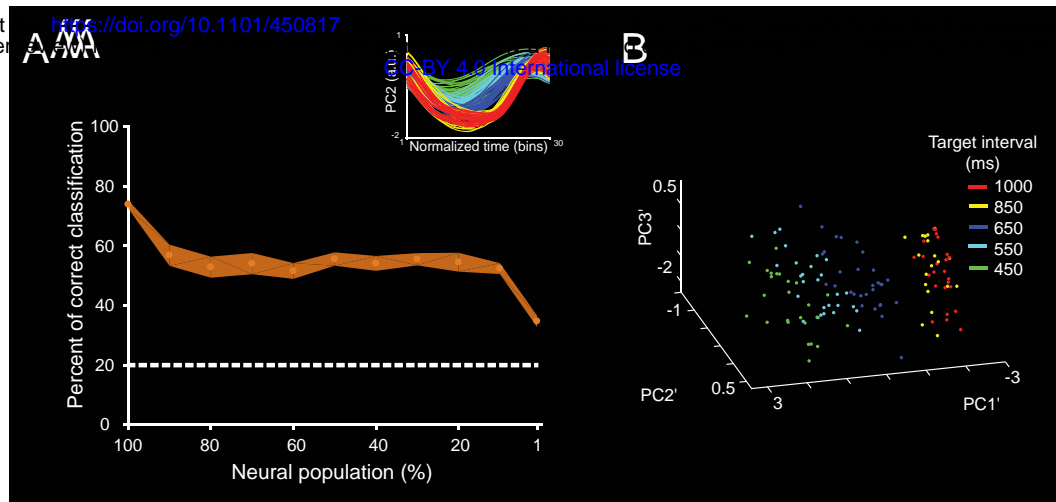 t https://doi.org/10.1101/450817
A
B
CC-BY 4.0 International license
1
PC2 (a.u.)
-2
1
Normalized time (bins)
30
100
80
60
40
20
0
Percent of correct classification
100
80
60
40
20
1
Neural population (%)
Target interval
(ms)
1000
850
650
550
450
0.5
PC3'
-2
-1
PC2'
0.5
3
PC1'
-3